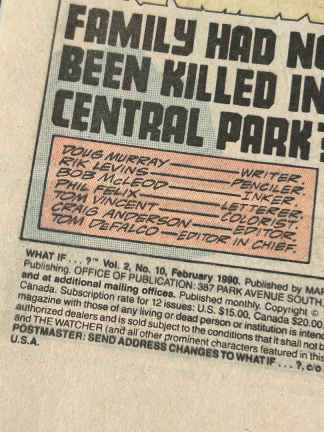 FAMILY HAD NO
BEEN KILLED IN
CENTRAL PARK?
DOUG MURRAY — WRITER.
RIK LEVINS — PENCILER.
BOB McLEOD — INKER.
PHIL FELIX — LETTERER.
TOM VINCENT — COLORIST.
CRAIG ANDERSON — EDITOR.
TOM DEFALCO — EDITOR IN CHIEF.
WHAT IF . . . ?™ Vol. 2, No. 10, February 1990. Published by MAR
Publishing. OFFICE OF PUBLICATION: 387 PARK AVENUE SOUTH,
and at additional mailing offices. Published monthly. Copyright ©
Canada. Subscription rate for 12 issues: U.S. $15.00, Canada $20.00
magazine with those of any living or dead person or institution is inten
authorized dealers and is sold subject to the conditions that it shall not b
and THE WATCHER (and all other prominent characters featured in this
POSTMASTER: SEND ADDRESS CHANGES TO WHAT IF . . . ?, c/o
U.S.A.